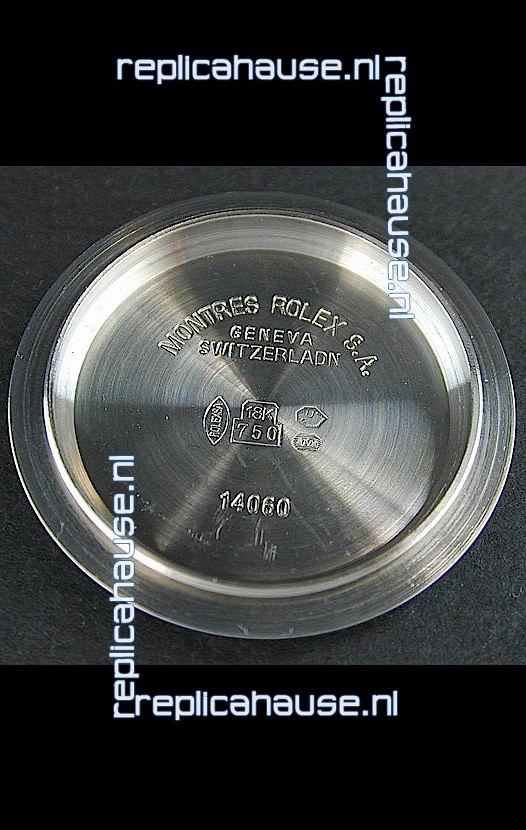 replicahause.nl
replicahause.nl
MONTRES ROLEX S.A.
GENEVA
SWITZERLADN
18K
750
14060
replicahause.nl
replicahause.nl